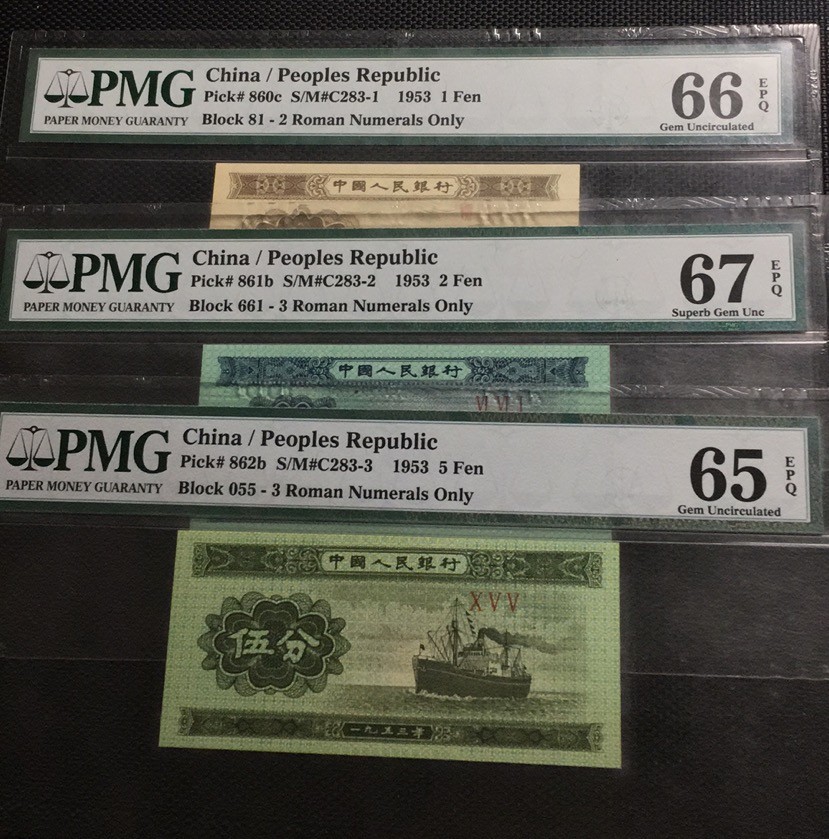 PMG
PAPER MONEY GUARANTY
China / Peoples Republic
Pick# 860c S/M#C283-1 1953 1 Fen
Block 81 - 2 Roman Numerals Only
66
EPQ
Gem Uncirculated
中國人民銀行
PMG
PAPER MONEY GUARANTY
China / Peoples Republic
Pick# 861b S/M#C283-2 1953 2 Fen
Block 661 - 3 Roman Numerals Only
67
EPQ
Superb Gem Unc
中國人民銀行
VI VI I
PMG
PAPER MONEY GUARANTY
China / Peoples Republic
Pick# 862b S/M#C283-3 1953 5 Fen
Block 055 - 3 Roman Numerals Only
65
EPQ
Gem Uncirculated
中國人民銀行
X V V
伍分
一九五三年